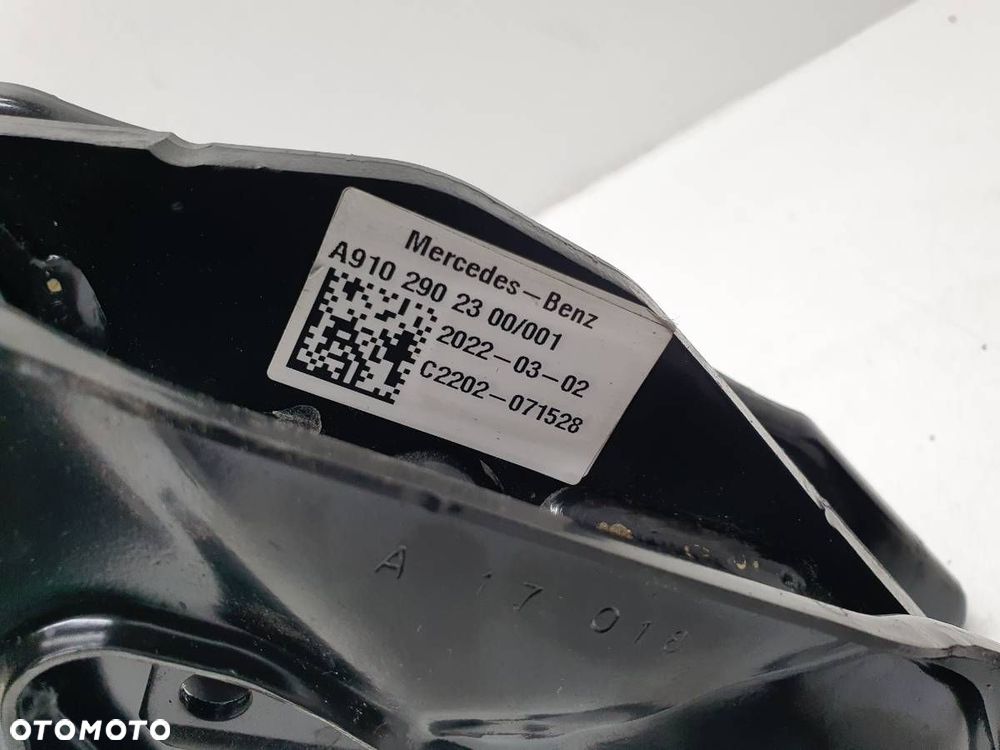 Mercedes-Benz
A910 290 23 00/001
2022-03-02
C2202-071528
A 17 018
OTOMOTO